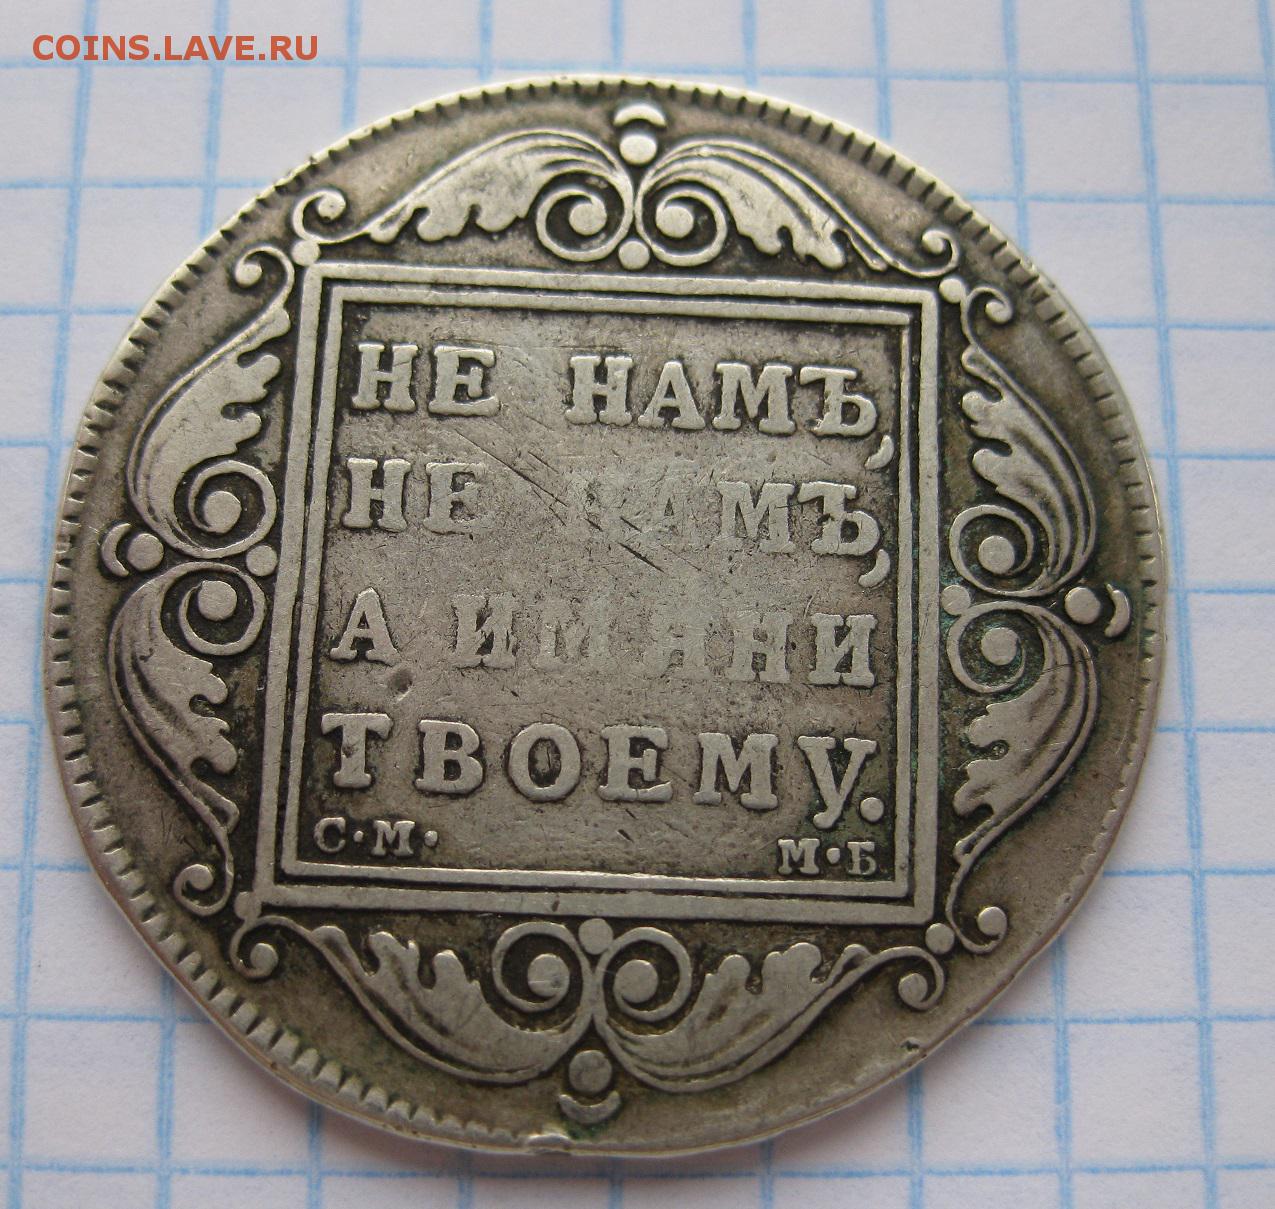 COINS.LAVE.RU
НЕ НАМЪ,
НЕ НАМЪ,
А ИМЯНИ
ТВОЕМУ.
С·М· М·Б